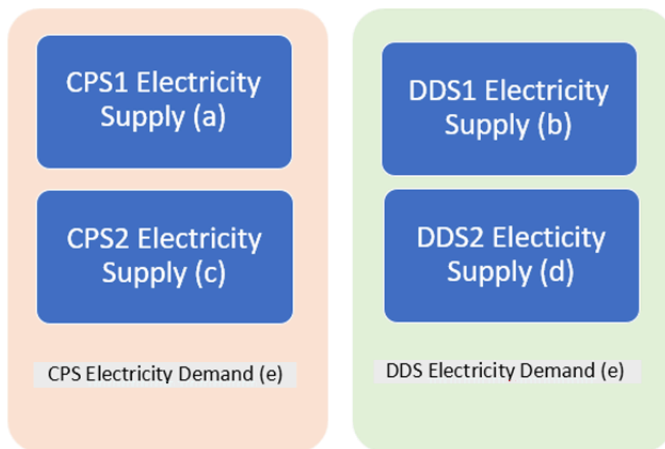 CPS1 Electricity
Supply (a)
DDS1 Electricity
Supply (b)
CPS2 Electricity
Supply (c)
DDS2 Electicity
Supply (d)
CPS Electricity Demand (e)
DDS Electricity Demand (e)